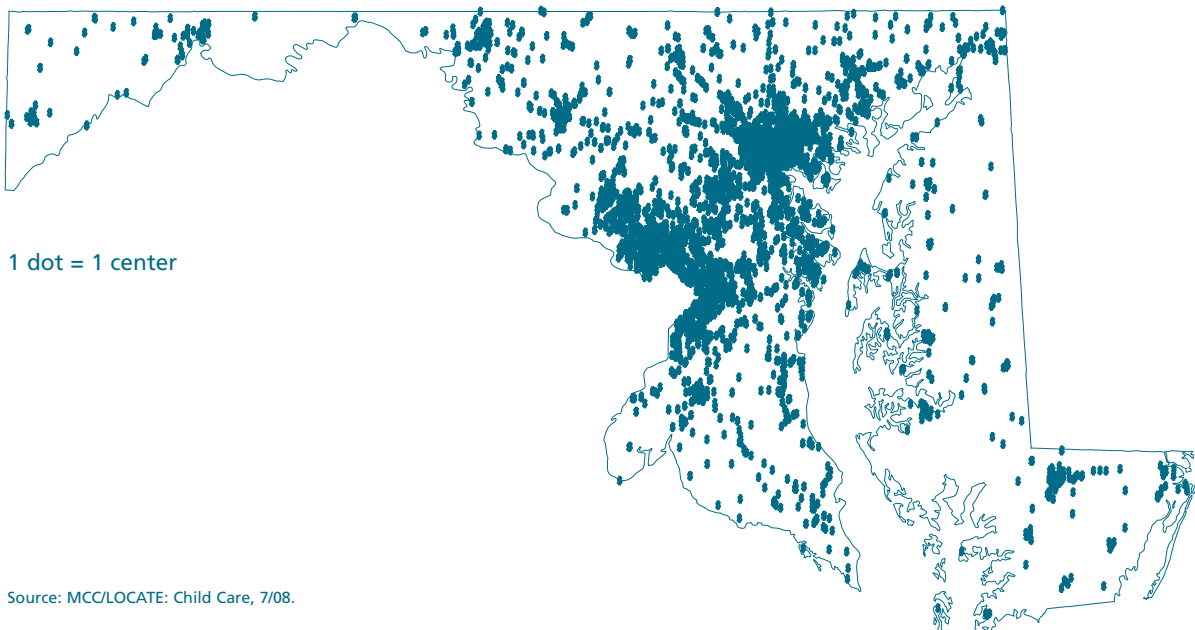 1 dot = 1 center
Source: MCC/LOCATE: Child Care, 7/08.